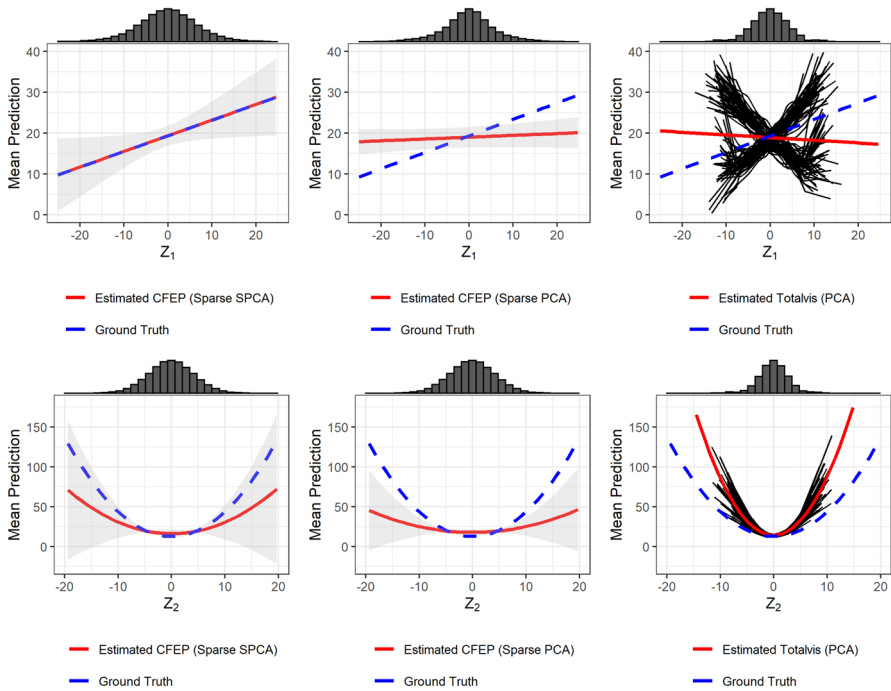 40
30
20
10
0
Mean Prediction
-20 -10 0 10 20
Z1
Estimated CFEP (Sparse SPCA)
Ground Truth
40
30
20
10
0
Mean Prediction
-20 -10 0 10 20
Z1
Estimated CFEP (Sparse PCA)
Ground Truth
40
30
20
10
0
Mean Prediction
-20 -10 0 10 20
Z1
Estimated Totalvis (PCA)
Ground Truth
150
100
50
0
Mean Prediction
-20 -10 0 10 20
Z2
Estimated CFEP (Sparse SPCA)
Ground Truth
150
100
50
0
Mean Prediction
-20 -10 0 10 20
Z2
Estimated CFEP (Sparse PCA)
Ground Truth
150
100
50
0
Mean Prediction
-20 -10 0 10 20
Z2
Estimated Totalvis (PCA)
Ground Truth